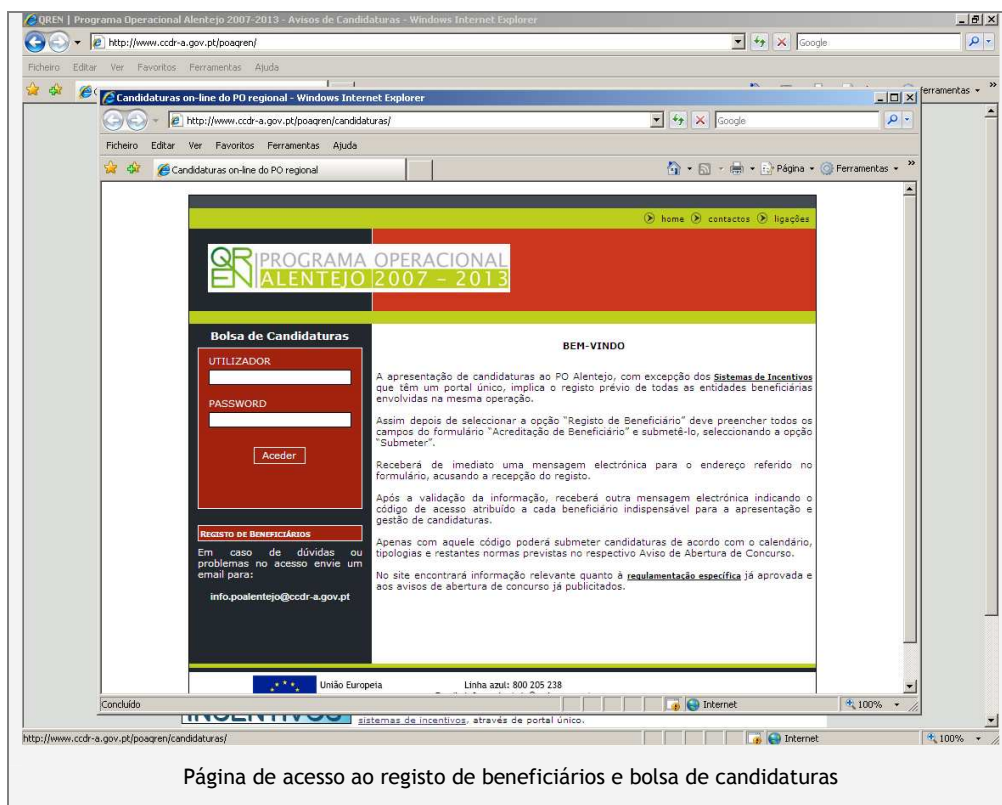 QREN | Programa Operacional Alentejo 2007-2013 - Avisos de Candidaturas - Windows Internet Explorer
http://www.ccdr-a.gov.pt/poaqren/
Google
Ficheiro Editar Ver Favoritos Ferramentas Ajuda
Ferramentas
Candidaturas on-line do PO regional - Windows Internet Explorer
http://www.ccdr-a.gov.pt/poaqren/candidaturas/
Google
Ficheiro Editar Ver Favoritos Ferramentas Ajuda
Candidaturas on-line do PO regional
Página
Ferramentas
home contactos ligações
QREN PROGRAMA OPERACIONAL
ALENTEJO 2007 - 2013
Bolsa de Candidaturas
UTILIZADOR
PASSWORD
Aceder
REGISTO DE BENEFICIÁRIOS
Em caso de dúvidas ou
problemas no acesso envie um
email para:
info.poalentejo@ccdr-a.gov.pt
BEM-VINDO
A apresentação de candidaturas ao PO Alentejo, com excepção dos Sistemas de Incentivos
que têm um portal único, implica o registo prévio de todas as entidades beneficiárias
envolvidas na mesma operação.
Assim depois de seleccionar a opção "Registo de Beneficiário" deve preencher todos os
campos do formulário "Acreditação de Beneficiário" e submetê-lo, seleccionando a opção
"Submeter".
Receberá de imediato uma mensagem electrónica para o endereço referido no
formulário, acusando a recepção do registo.
Após a validação da informação, receberá outra mensagem electrónica indicando o
código de acesso atribuído a cada beneficiário indispensável para a apresentação e
gestão de candidaturas.
Apenas com aquele código poderá submeter candidaturas de acordo com o calendário,
tipologias e restantes normas previstas no respectivo Aviso de Abertura de Concurso.
No site encontrará informação relevante quanto à regulamentação específica já aprovada e
aos avisos de abertura de concurso já publicitados.
União Europeia
Linha azul: 800 205 238
Concluído
Internet
100%
INCENTIVOS
sistemas de incentivos, através de portal único.
http://www.ccdr-a.gov.pt/poaqren/candidaturas/
Internet
100%
Página de acesso ao registo de beneficiários e bolsa de candidaturas